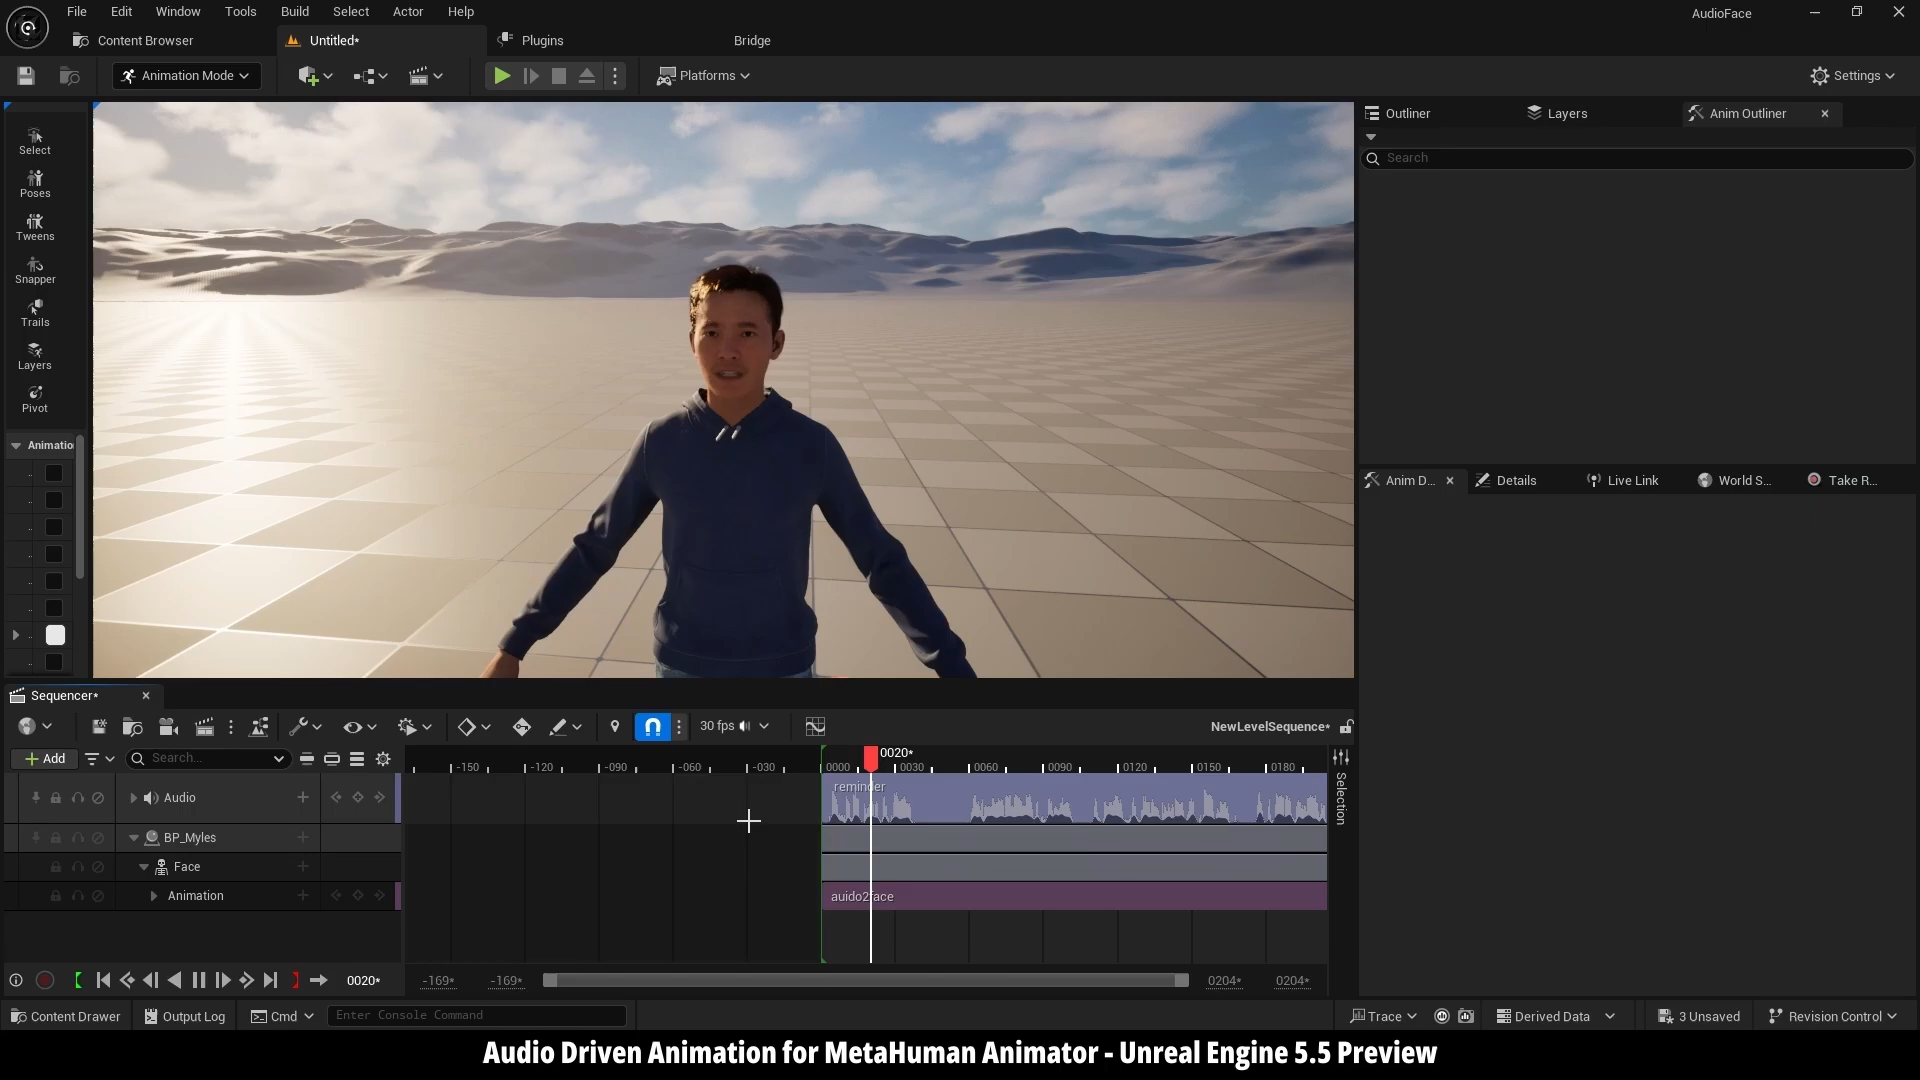 File Edit Window Tools Build Select Actor Help
AudioFace
Content Browser
Untitled*
Plugins
Bridge
Animation Mode
Platforms
Settings
Select
Poses
Tweens
Snapper
Trails
Layers
Pivot
Animatio
Outliner
Layers
Anim Outliner
Search
Anim D...
Details
Live Link
World S...
Take R...
Sequencer*
30 fps
NewLevelSequence*
Add
Search...
-150 -120 -090 -060 -030 0000 0030 0060 0090 0120 0150 0180
0020*
Audio
reminder
BP_Myles
Face
Animation
auido2face
Selection
0020*
-169* -169* 0204* 0204*
Content Drawer
Output Log
Cmd
Enter Console Command
Trace
Derived Data
3 Unsaved
Revision Control
Audio Driven Animation for MetaHuman Animator - Unreal Engine 5.5 Preview